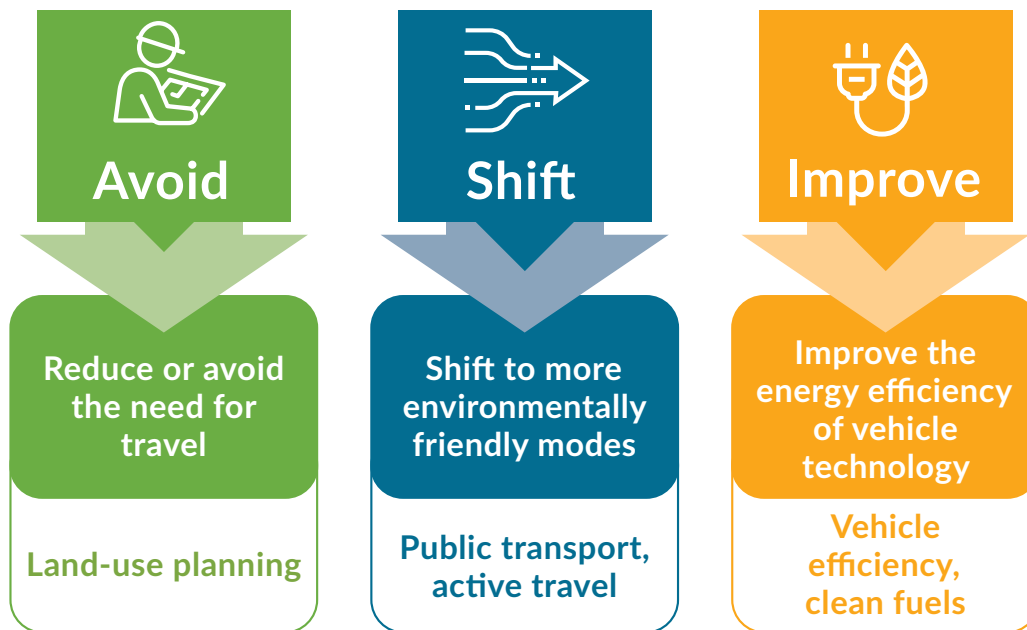 Avoid
Reduce or avoid
the need for
travel
Land-use planning
Shift
Shift to more
environmentally
friendly modes
Public transport,
active travel
Improve
Improve the
energy efficiency
of vehicle
technology
Vehicle
efficiency,
clean fuels